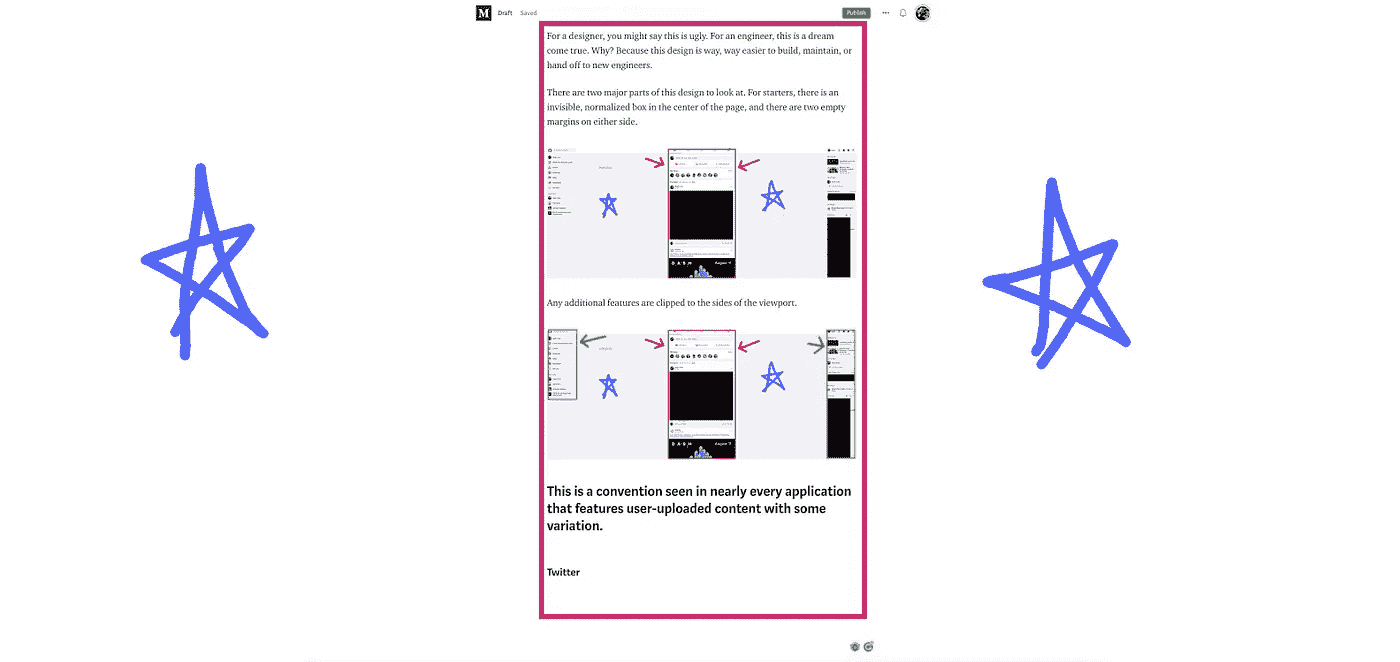 M Draft Saved Publish
For a designer, you might say this is ugly. For an engineer, this is a dream
come true. Why? Because this design is way, way easier to build, maintain, or
hand off to new engineers.
There are two major parts of this design to look at. For starters, there is an
invisible, normalized box in the center of the page, and there are two empty
margins on either side.
Any additional features are clipped to the sides of the viewport.
This is a convention seen in nearly every application
that features user-uploaded content with some
variation.
Twitter